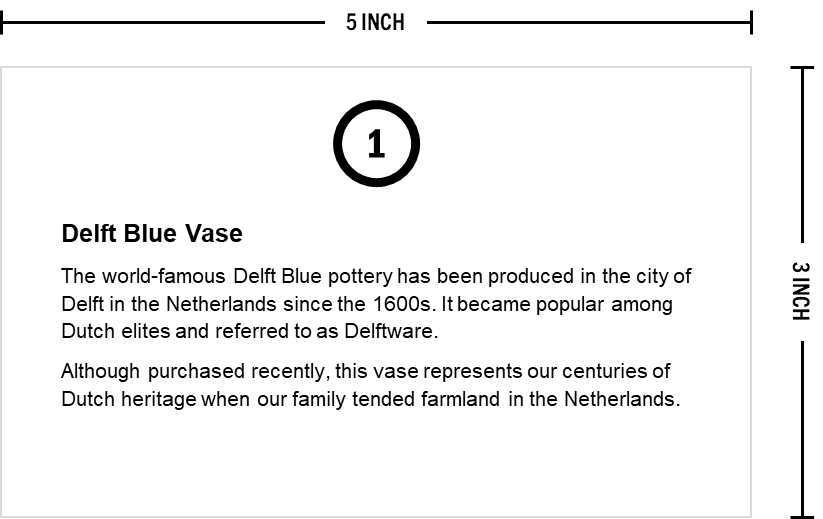 5 INCH
1
Delft Blue Vase
The world-famous Delft Blue pottery has been produced in the city of
Delft in the Netherlands since the 1600s. It became popular among
Dutch elites and referred to as Delftware.
Although purchased recently, this vase represents our centuries of
Dutch heritage when our family tended farmland in the Netherlands.
3 INCH